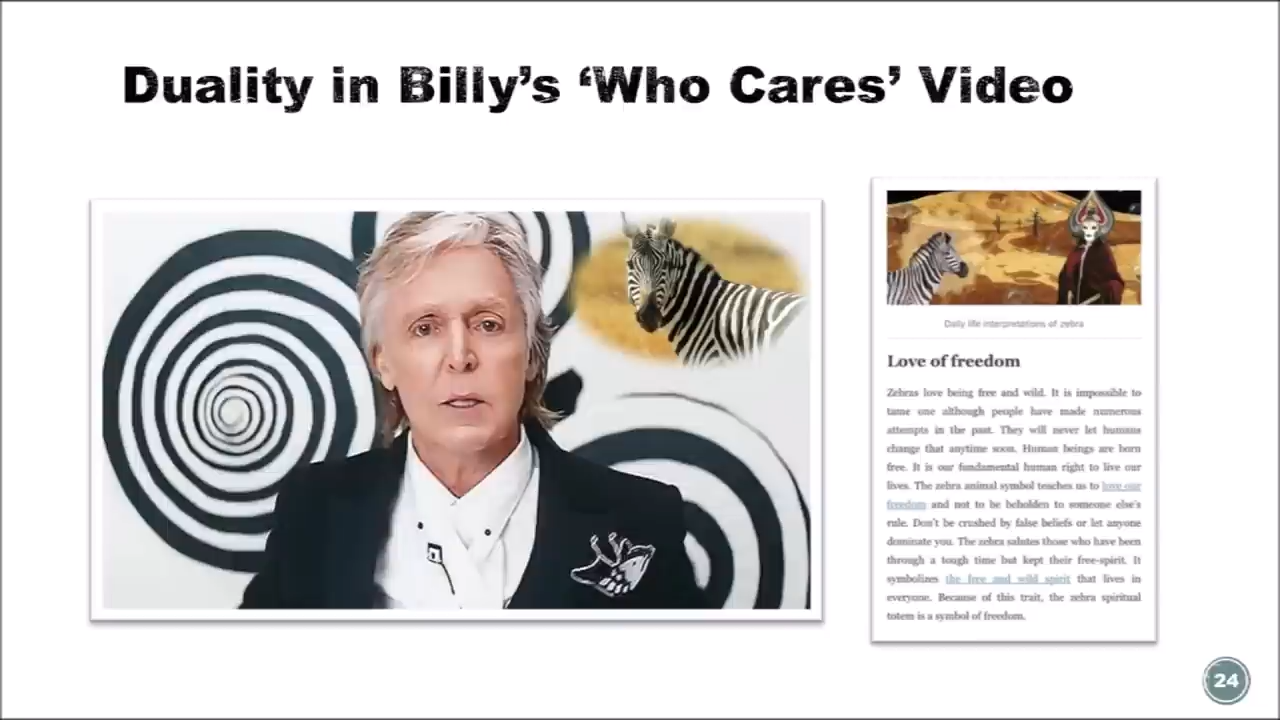 Duality in Billy’s ‘Who Cares’ Video
Daily life interpretations of zebra
Love of freedom
Zebras love being free and wild. It is impossible to
tame one although people have made numerous
attempts in the past. They will never let humans
change that anytime soon. Human beings are born
free. It is our fundamental human right to live our
lives. The zebra animal symbol teaches us to love our
freedom and not to be beholden to someone else's
rule. Don't be crushed by false beliefs or let anyone
dominate you. The zebra salutes those who have been
through a tough time but kept their free-spirit. It
symbolizes the free and wild spirit that lives in
everyone. Because of this trait, the zebra spiritual
totem is a symbol of freedom.
24